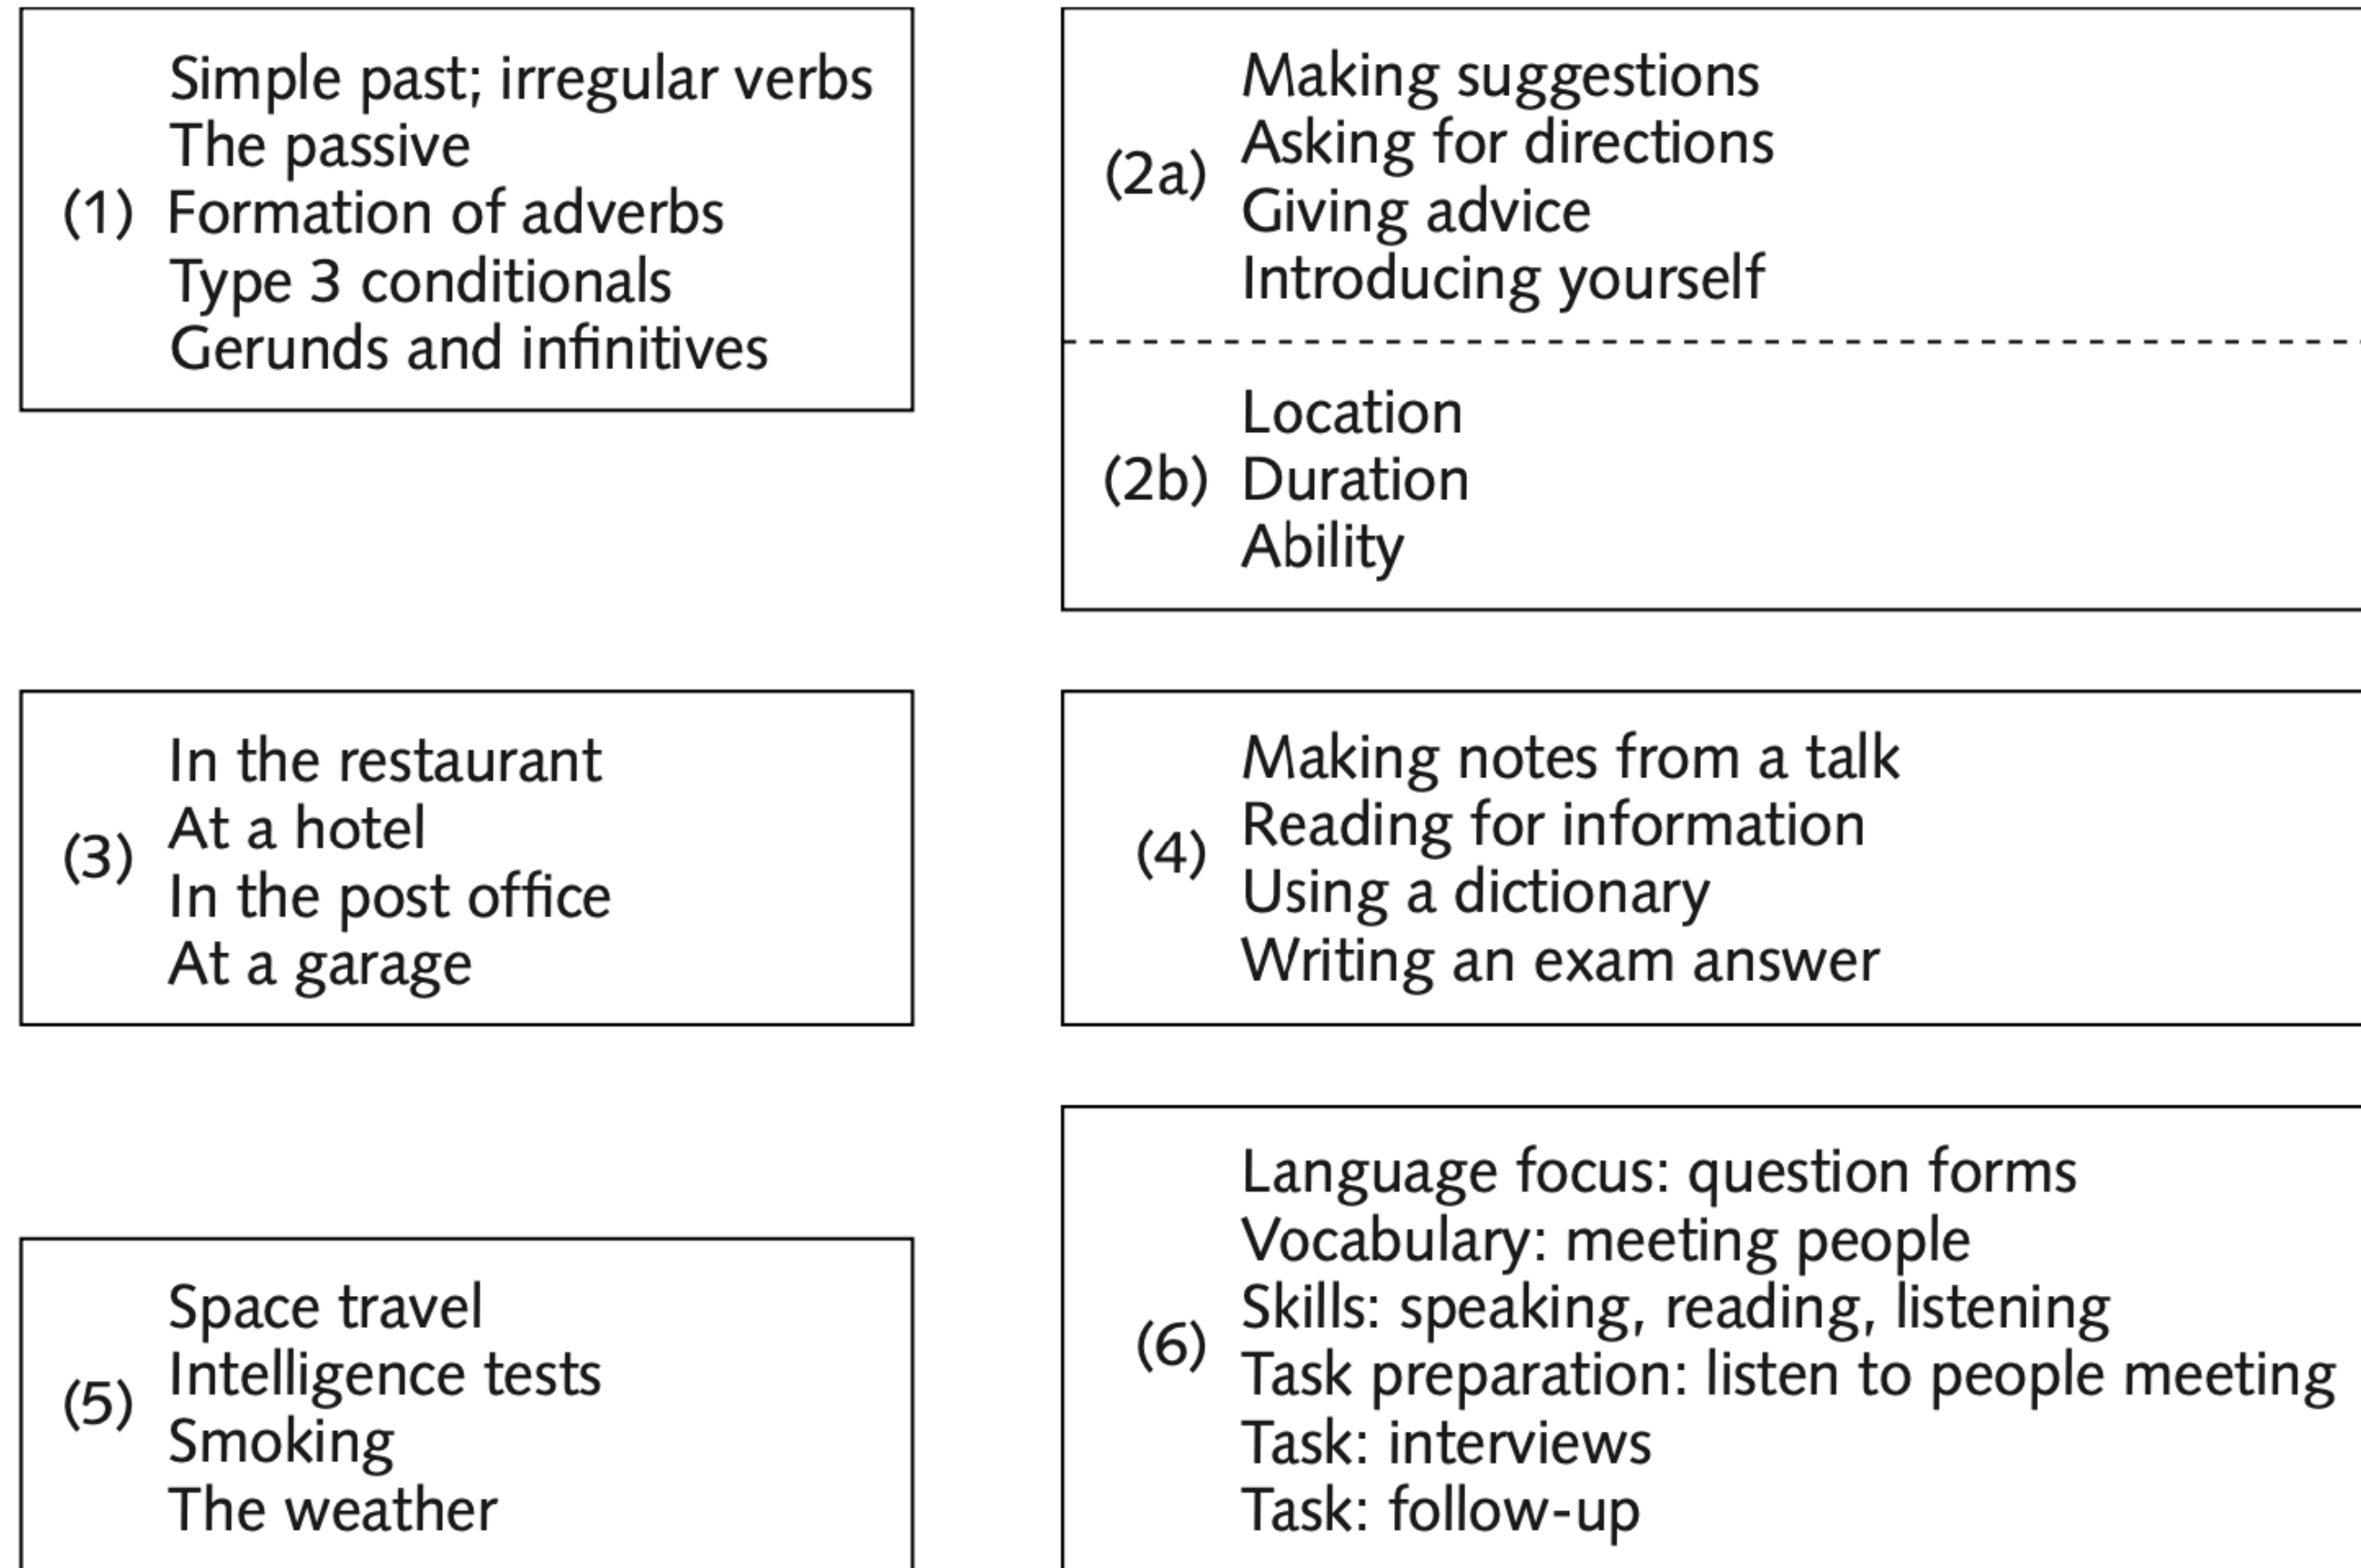 Simple past; irregular verbs
The passive
(1) Formation of adverbs
Type 3 conditionals
Gerunds and infinitives
Making suggestions
Asking for directions
(2a)
Giving advice
Introducing yourself
Location
(2b) Duration
Ability
In the restaurant
At a hotel
(3)
In the post office
At a garage
Making notes from a talk
Reading for information
(4)
Using a dictionary
Writing an exam answer
Space travel
Intelligence tests
(5)
Smoking
The weather
Language focus: question forms
Vocabulary: meeting people
Skills: speaking, reading, listening
(6)
Task preparation: listen to people meeting
Task: interviews
Task: follow-up